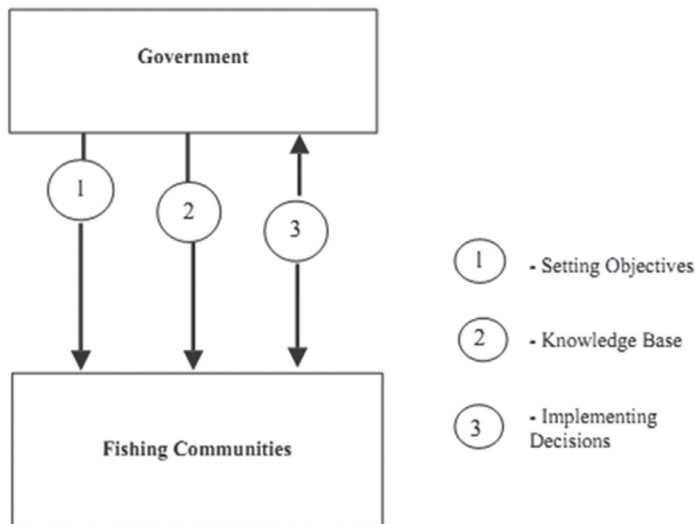 Government
1
2
3
1 - Setting Objectives
2 - Knowledge Base
3 - Implementing
Decisions
Fishing Communities